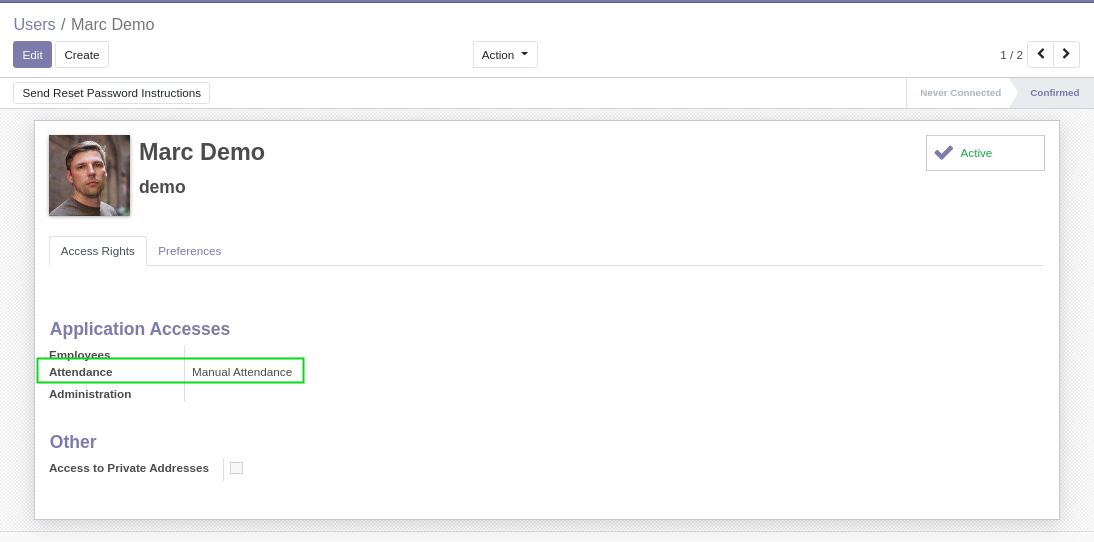 Users / Marc Demo
Edit Create Action 1 / 2
Send Reset Password Instructions Never Connected Confirmed
Marc Demo
Active
demo
Access Rights Preferences
Application Accesses
Employees
Attendance Manual Attendance
Administration
Other
Access to Private Addresses